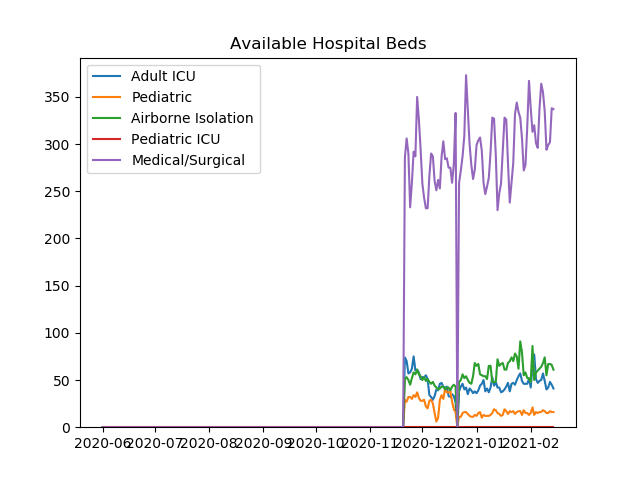 Available Hospital Beds
Adult ICU
Pediatric
Airborne Isolation
Pediatric ICU
Medical/Surgical
350
300
250
200
150
100
50
0
2020-06 2020-07 2020-08 2020-09 2020-10 2020-11 2020-12 2021-01 2021-02